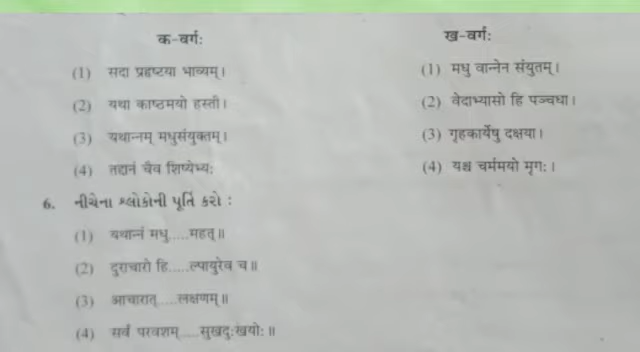 क-वर्गः ख-वर्गः
(1) सदा प्रहष्टया भाव्यम्। (1) मधु वान्नेन संयुतम्।
(2) यथा काष्ठमयो हस्ती। (2) वेदाभ्यासो हि पञ्चधा।
(3) यथान्नम् मधुसंयुक्तम्। (3) गृहकार्येषु दक्षया।
(4) तद्दानं चैव शिष्येभ्यः (4) यश्च चर्ममयो मृगः।
6. નીચેના શ્લોકોની પૂર્તિ કરો :
(1) यथान्नं मधु.....महत्॥
(2) दुराचारो हि.....ल्पायुरेव च॥
(3) आचारात्.....लक्षणम्॥
(4) सर्वं परवशम्.....सुखदुःखयोः॥